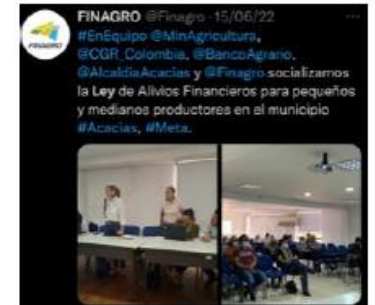 FINAGRO @Finagro · 15/06/22
#EnEquipo @MinAgricultura,
@CGR_Colombia, @BancoAgrario,
@AlcaldiaAcacias y @Finagro socializamos
la Ley de Alivios Financieros para pequeños
y medianos productores en el municipio
#Acacias, #Meta.
FINAGRO